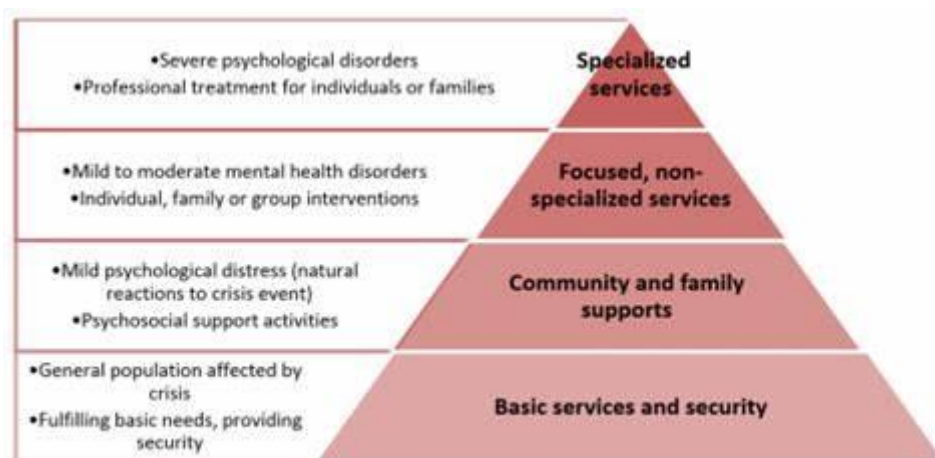 •Severe psychological disorders
•Professional treatment for individuals or families
Specialized
services
•Mild to moderate mental health disorders
•Individual, family or group interventions
Focused, non-
specialized services
•Mild psychological distress (natural
reactions to crisis event)
•Psychosocial support activities
Community and family
supports
•General population affected by
crisis
•Fulfilling basic needs, providing
security
Basic services and security